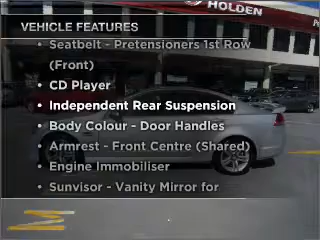 HOLDEN
VEHICLE FEATURES
• Seatbelt - Pretensioners 1st Row
(Front)
• CD Player
• Independent Rear Suspension
• Body Colour - Door Handles
• Armrest - Front Centre (Shared)
• Engine Immobiliser
• Sunvisor - Vanity Mirror for